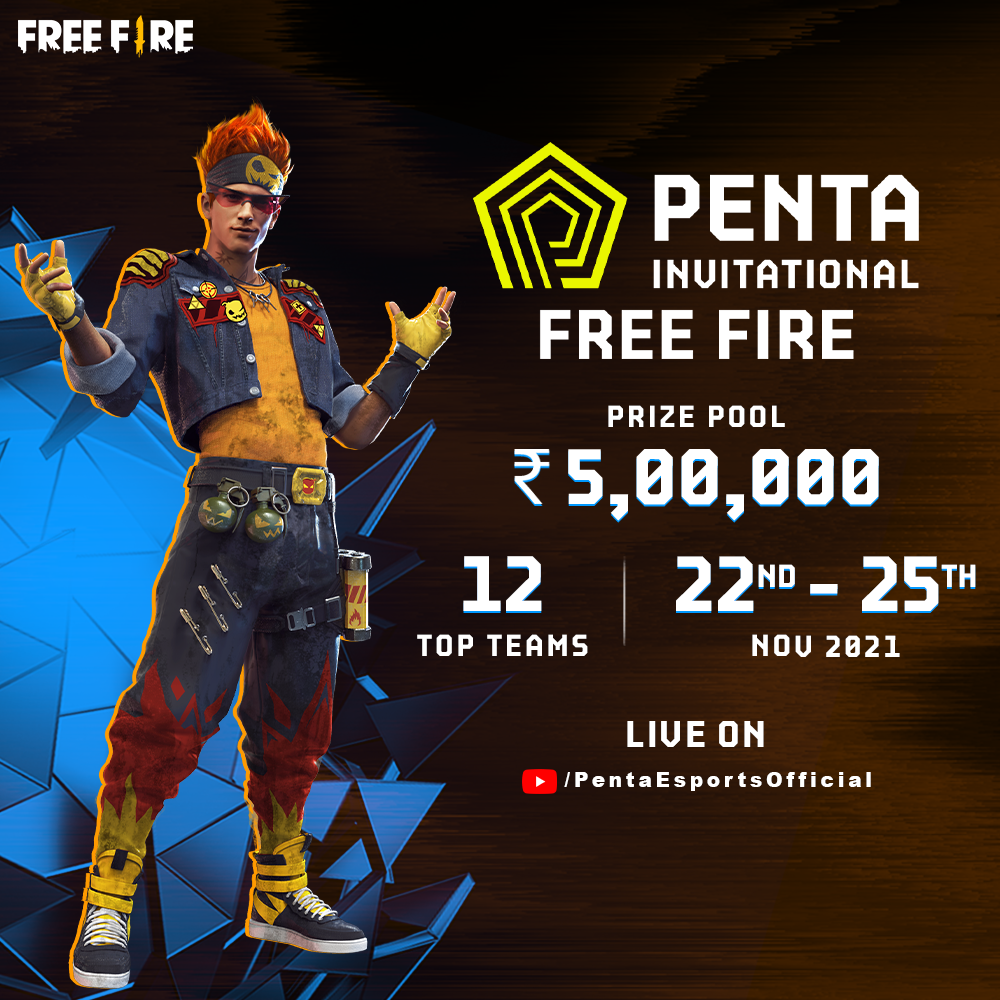 FREE FIRE
PENTA
INVITATIONAL
FREE FIRE
PRIZE POOL
₹ 5,00,000
12
TOP TEAMS
22ND - 25TH
NOV 2021
LIVE ON
/PentaEsportsOfficial